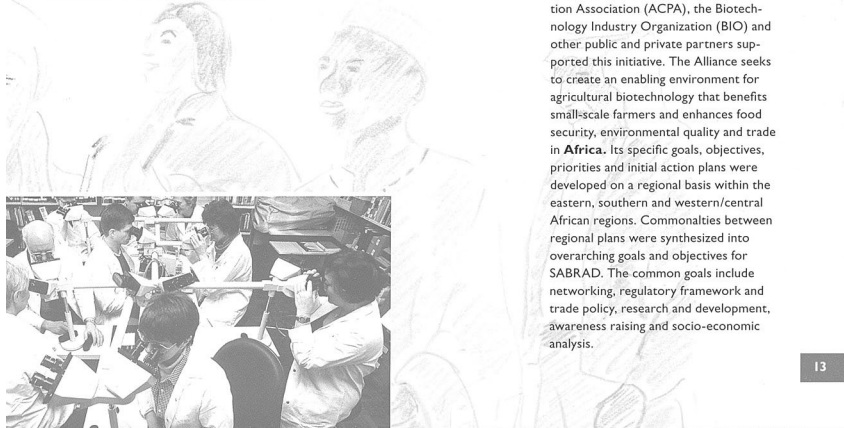 tion Association (ACPA), the Biotech-
nology Industry Organization (BIO) and
other public and private partners sup-
ported this initiative. The Alliance seeks
to create an enabling environment for
agricultural biotechnology that benefits
small-scale farmers and enhances food
security, environmental quality and trade
in Africa. Its specific goals, objectives,
priorities and initial action plans were
developed on a regional basis within the
eastern, southern and western/central
African regions. Commonalties between
regional plans were synthesized into
overarching goals and objectives for
SABRAD. The common goals include
networking, regulatory framework and
trade policy, research and development,
awareness raising and socio-economic
analysis.
13